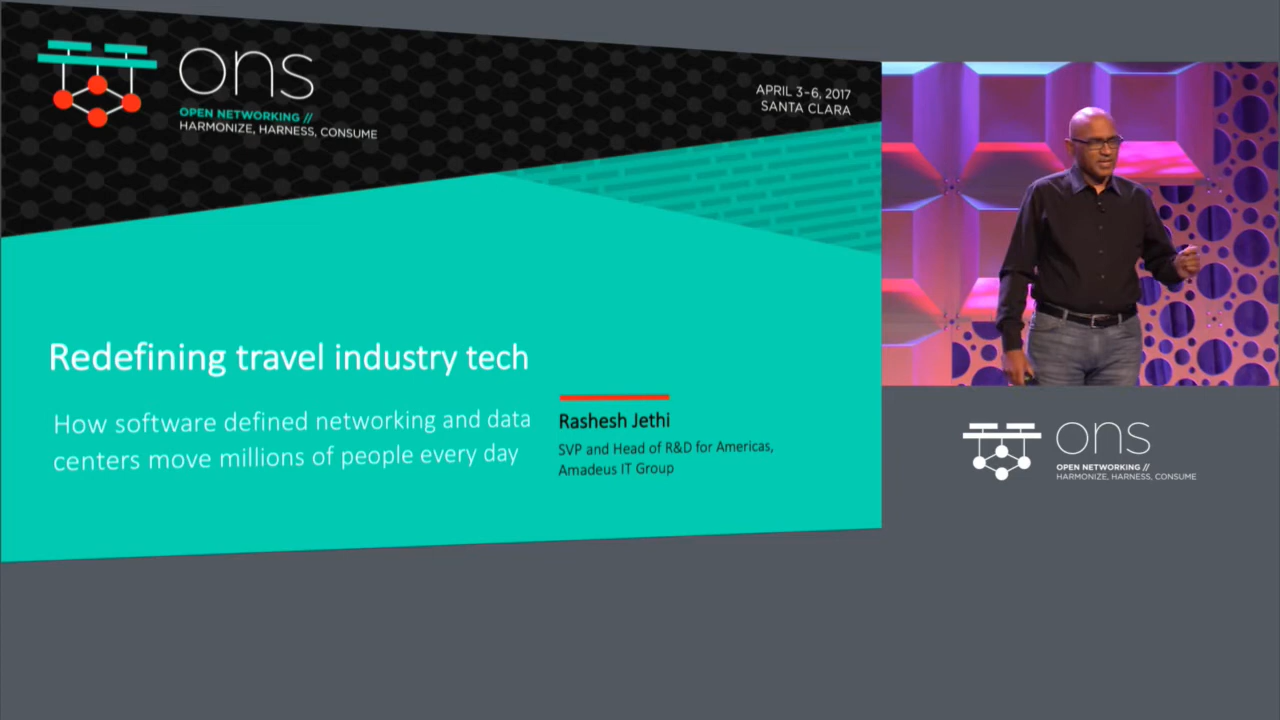 ons
OPEN NETWORKING //
HARMONIZE, HARNESS, CONSUME
APRIL 3-6, 2017
SANTA CLARA
Redefining travel industry tech
How software defined networking and data
centers move millions of people every day
Rashesh Jethi
SVP and Head of R&D for Americas,
Amadeus IT Group
ons
OPEN NETWORKING //
HARMONIZE, HARNESS, CONSUME